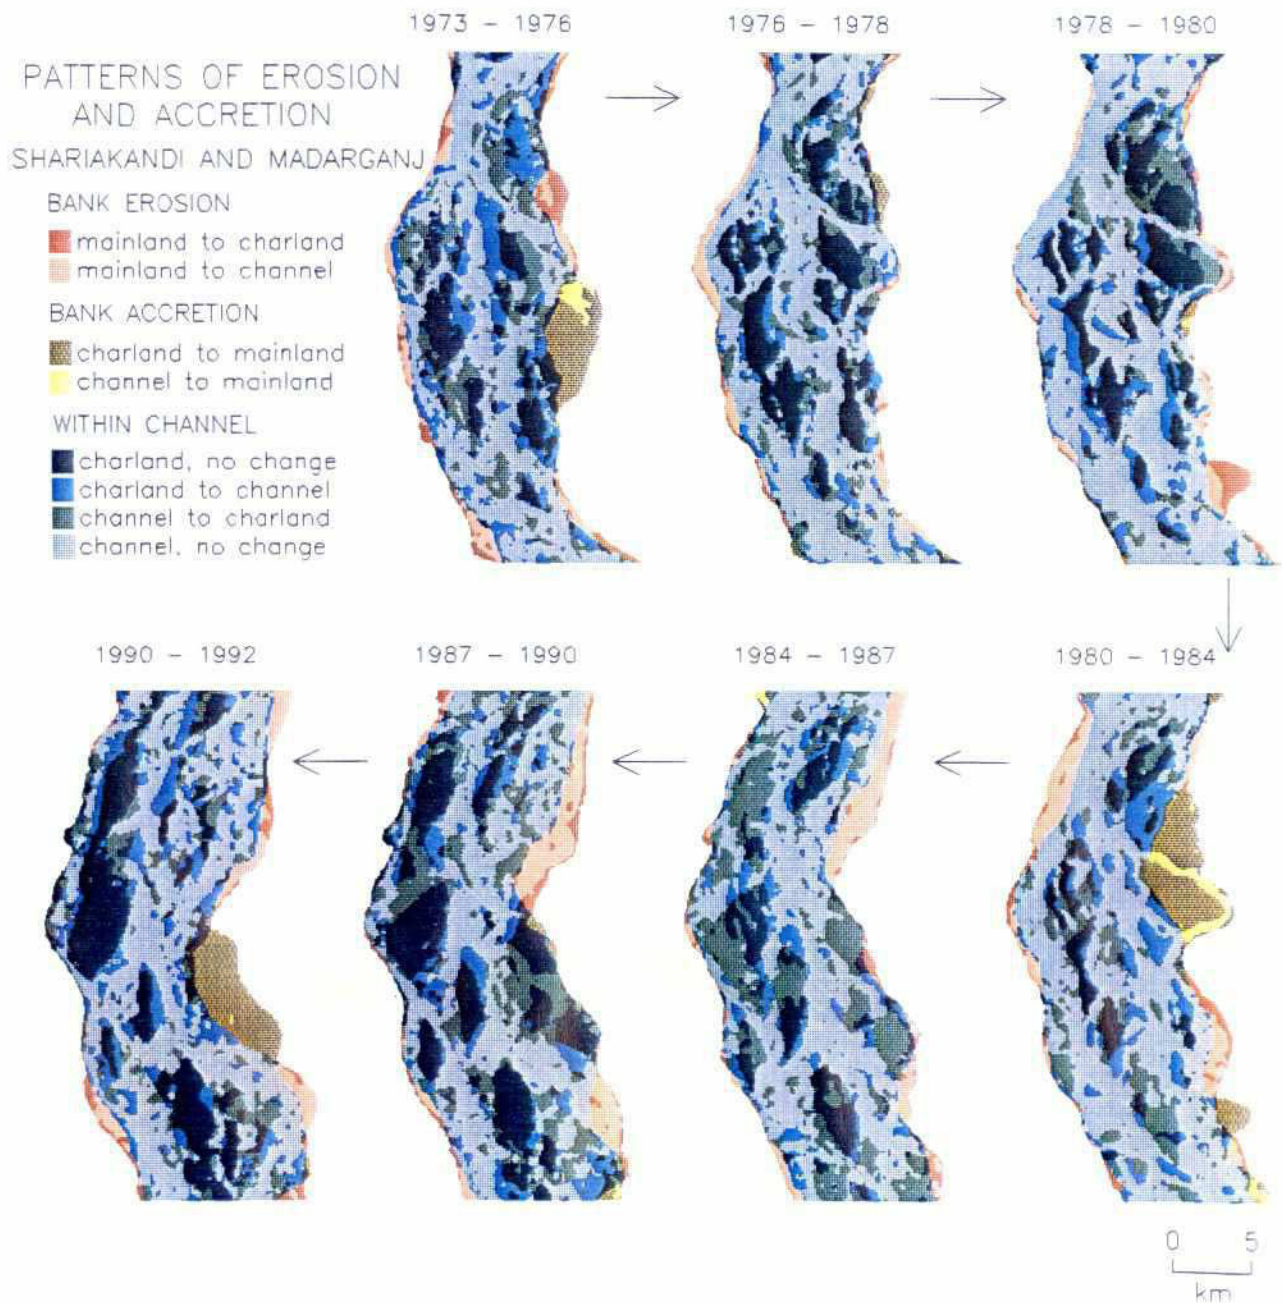 1973 - 1976
1976 - 1978
1978 - 1980
PATTERNS OF EROSION
AND ACCRETION
SHARIAKANDI AND MADARGANJ
BANK EROSION
mainland to charland
mainland to channel
BANK ACCRETION
charland to mainland
channel to mainland
WITHIN CHANNEL
charland, no change
charland to channel
channel to charland
channel, no change
1990 - 1992
1987 - 1990
1984 - 1987
1980 - 1984
0 5
km